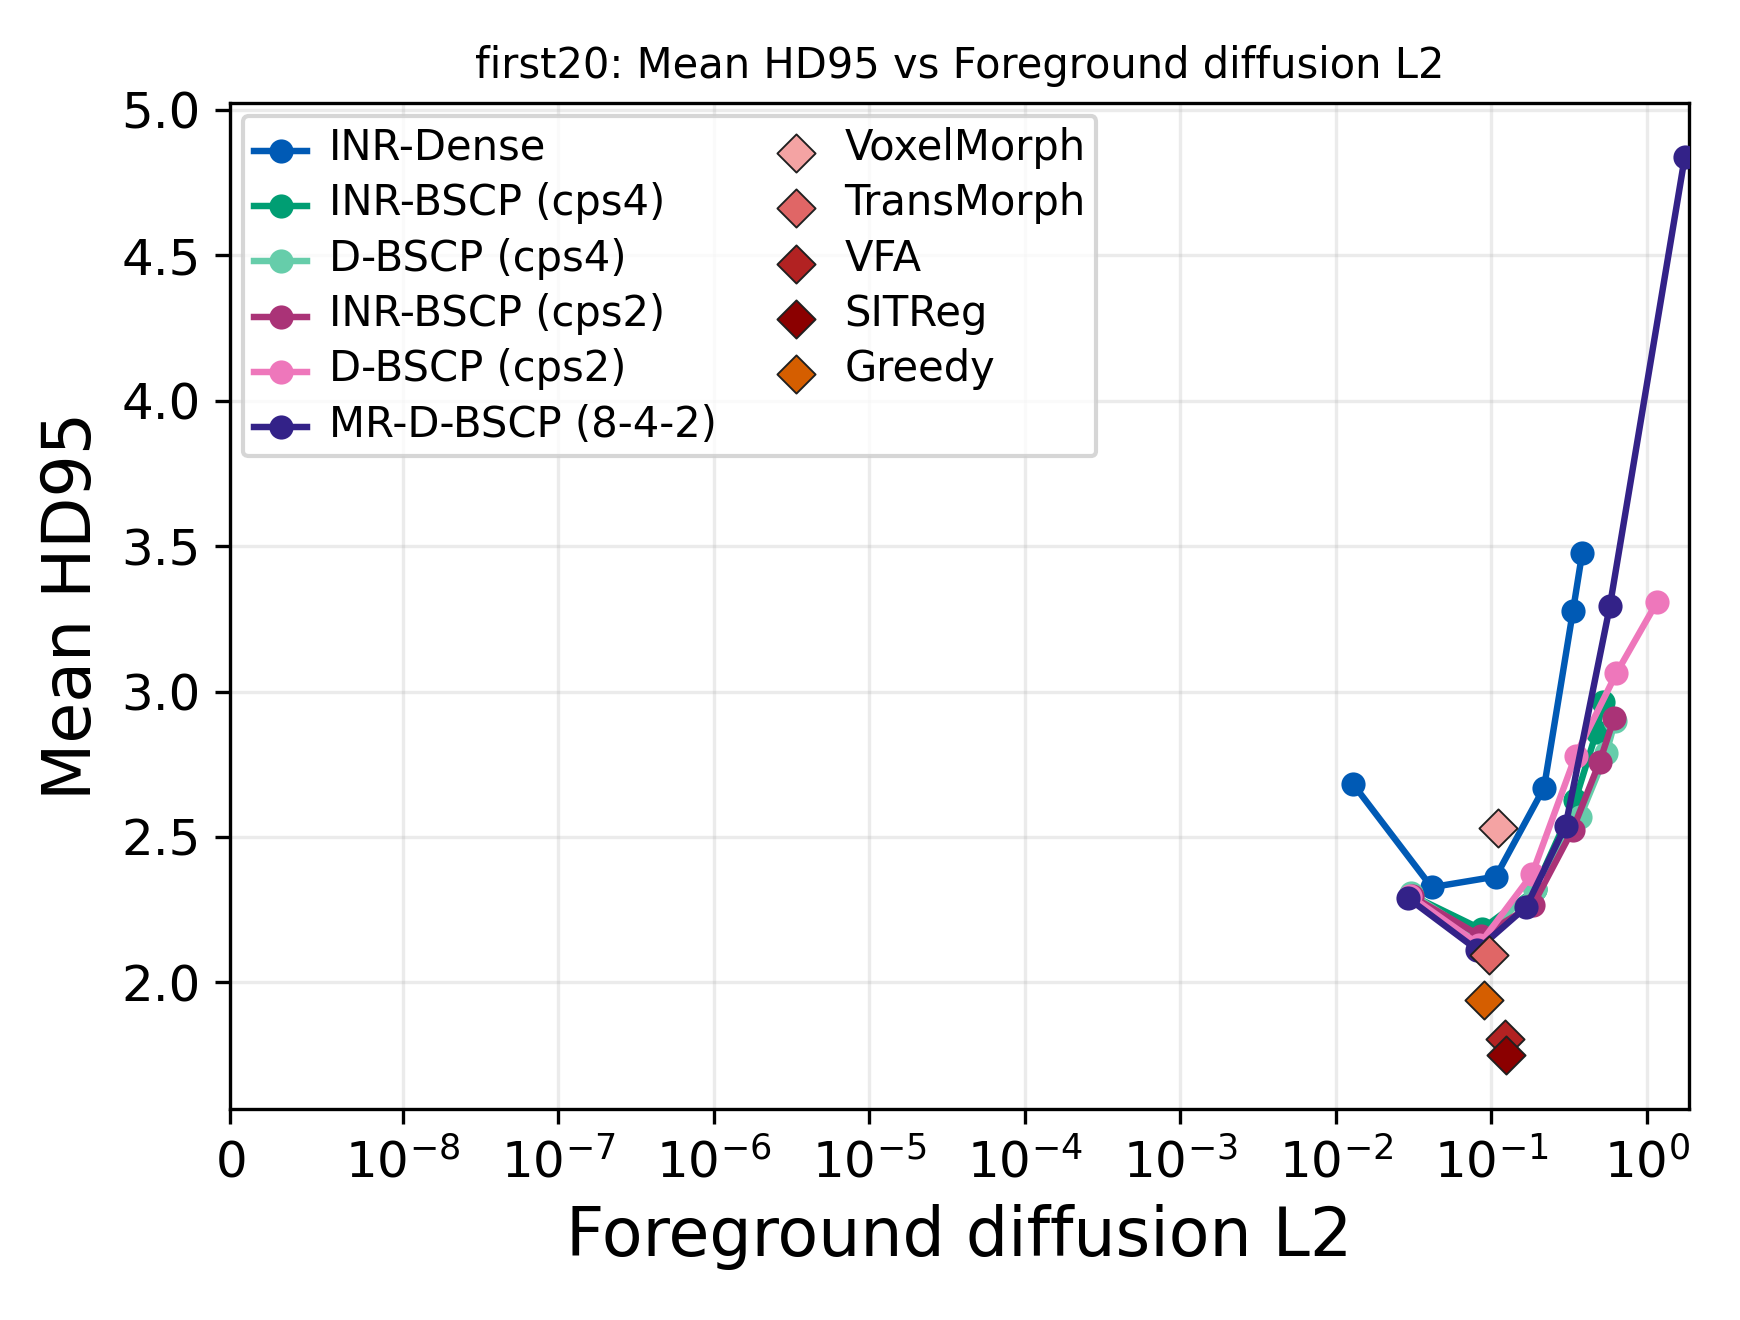 first20: Mean HD95 vs Foreground diffusion L2
5.0
4.5
4.0
3.5
3.0
2.5
2.0
Mean HD95
INR-Dense
INR-BSCP (cps4)
D-BSCP (cps4)
INR-BSCP (cps2)
D-BSCP (cps2)
MR-D-BSCP (8-4-2)
VoxelMorph
TransMorph
VFA
SITReg
Greedy
0 10⁻⁸ 10⁻⁷ 10⁻⁶ 10⁻⁵ 10⁻⁴ 10⁻³ 10⁻² 10⁻¹ 10⁰
Foreground diffusion L2